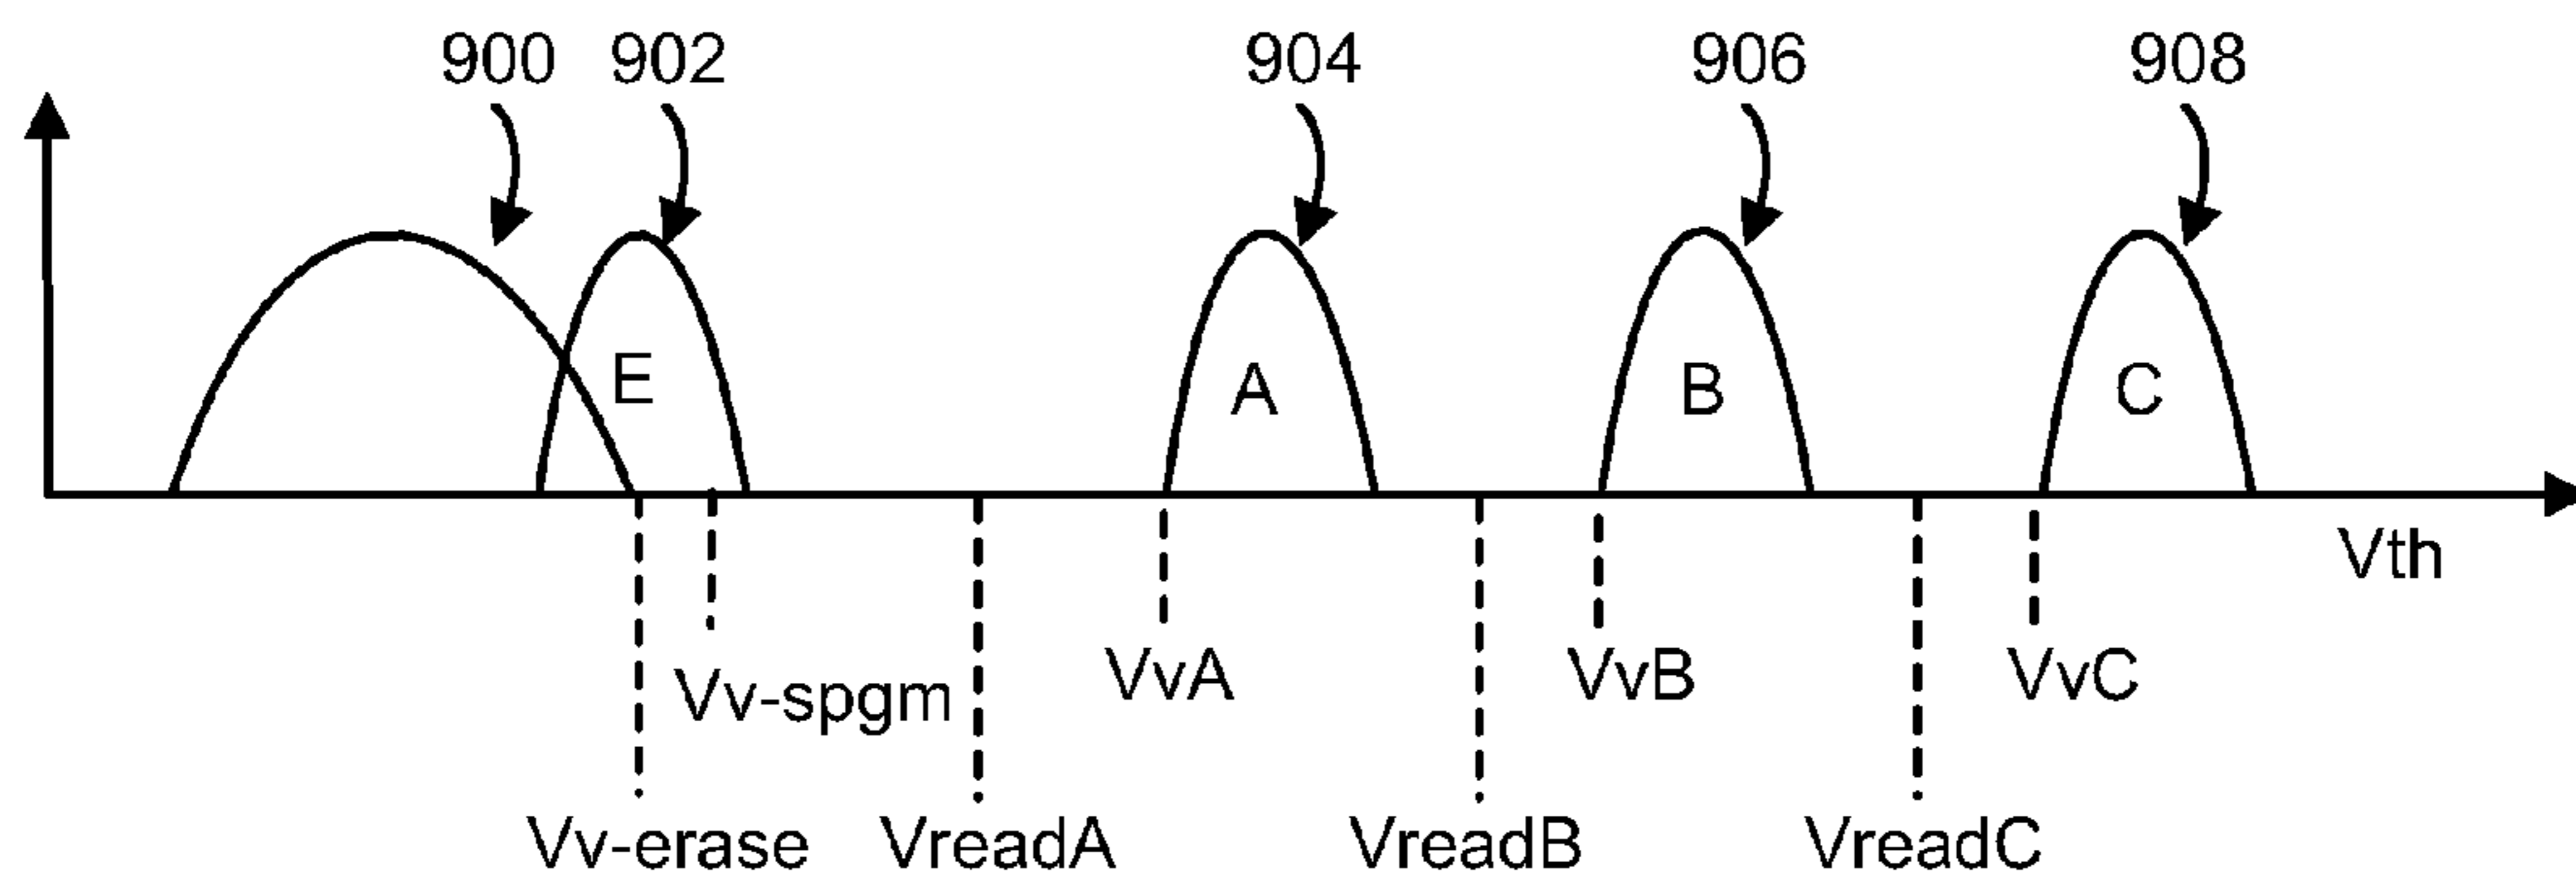 900 902 904 906 908
E A B C
Vth
Vv-spgm VvA VvB VvC
Vv-erase VreadA VreadB VreadC